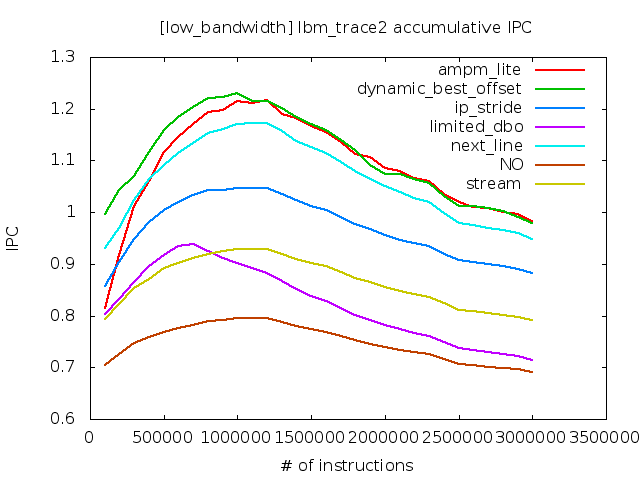 [low_bandwidth] lbm_trace2 accumulative IPC
1.3
1.2
1.1
1
0.9
0.8
0.7
0.6
IPC
ampm_lite
dynamic_best_offset
ip_stride
limited_dbo
next_line
NO
stream
0 500000 1000000 1500000 2000000 2500000 3000000 3500000
# of instructions